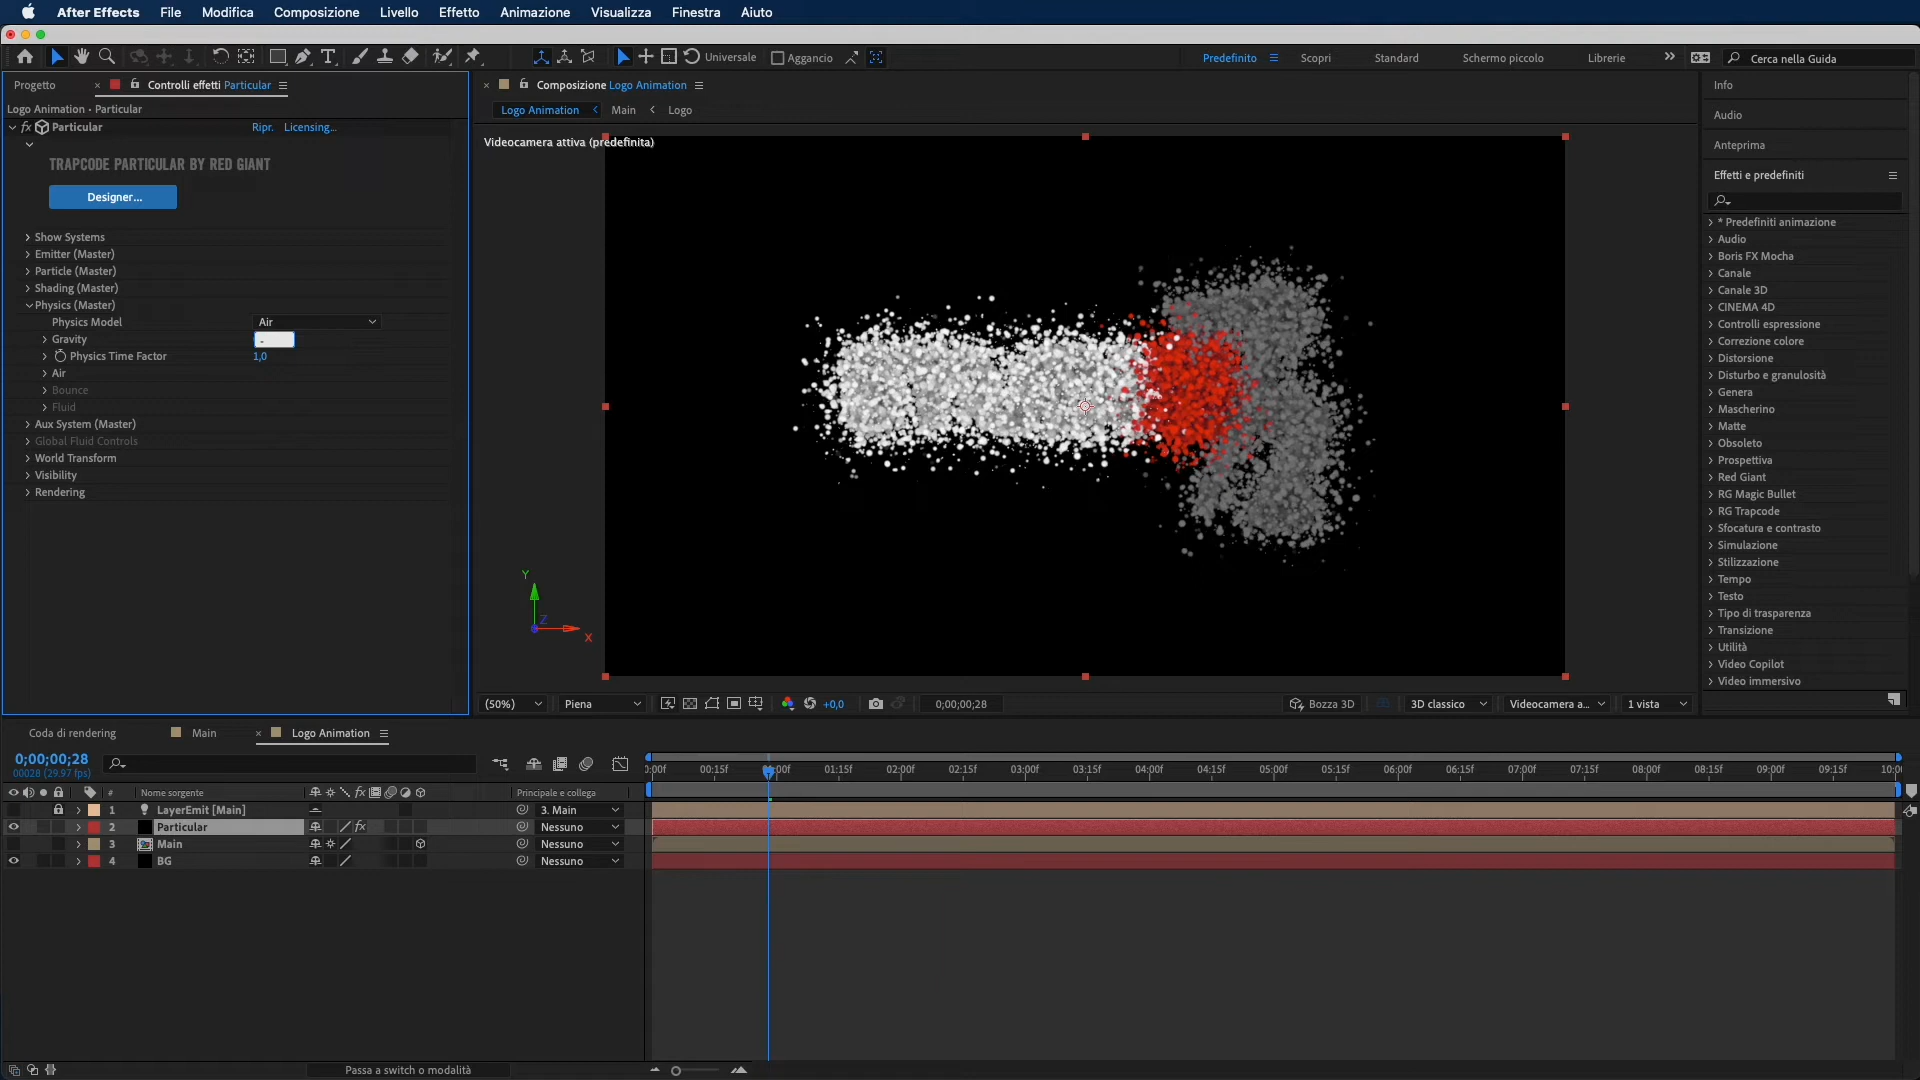 After Effects File Modifica Composizione Livello Effetto Animazione Visualizza Finestra Aiuto
Universale Aggancio Predefinito Scopri Standard Schermo piccolo Librerie Cerca nella Guida
Progetto Controlli effetti Particular
Logo Animation • Particular
fx Particular Ripr. Licensing...
TRAPCODE PARTICULAR BY RED GIANT
Designer...
Show Systems
Emitter (Master)
Particle (Master)
Shading (Master)
Physics (Master)
Physics Model Air
Gravity -
Physics Time Factor 1,0
Air
Bounce
Fluid
Aux System (Master)
Global Fluid Controls
World Transform
Visibility
Rendering
Composizione Logo Animation
Logo Animation Main Logo
Videocamera attiva (predefinita)
Y
Z
X
(50%) Piena +0,0 0;00;00;28 Bozza 3D 3D classico Videocamera a... 1 vista
Info
Audio
Anteprima
Effetti e predefiniti
* Predefiniti animazione
Audio
Boris FX Mocha
Canale
Canale 3D
CINEMA 4D
Controlli espressione
Correzione colore
Distorsione
Disturbo e granulosità
Genera
Mascherino
Matte
Obsoleto
Prospettiva
Red Giant
RG Magic Bullet
RG Trapcode
Sfocatura e contrasto
Simulazione
Stilizzazione
Tempo
Testo
Tipo di trasparenza
Transizione
Utilità
Video Copilot
Video immersivo
Coda di rendering Main Logo Animation
0;00;00;28
00028 (29.97 fps)
00:15f 01:15f 02:00f 02:15f 03:00f 03:15f 04:00f 04:15f 05:00f 05:15f 06:00f 06:15f 07:00f 07:15f 08:00f 08:15f 09:00f 09:15f
# Nome sorgente fx Principale e collega
1 LayerEmit [Main] 3. Main
2 Particular fx Nessuno
3 Main Nessuno
4 BG Nessuno
Passa a switch o modalità